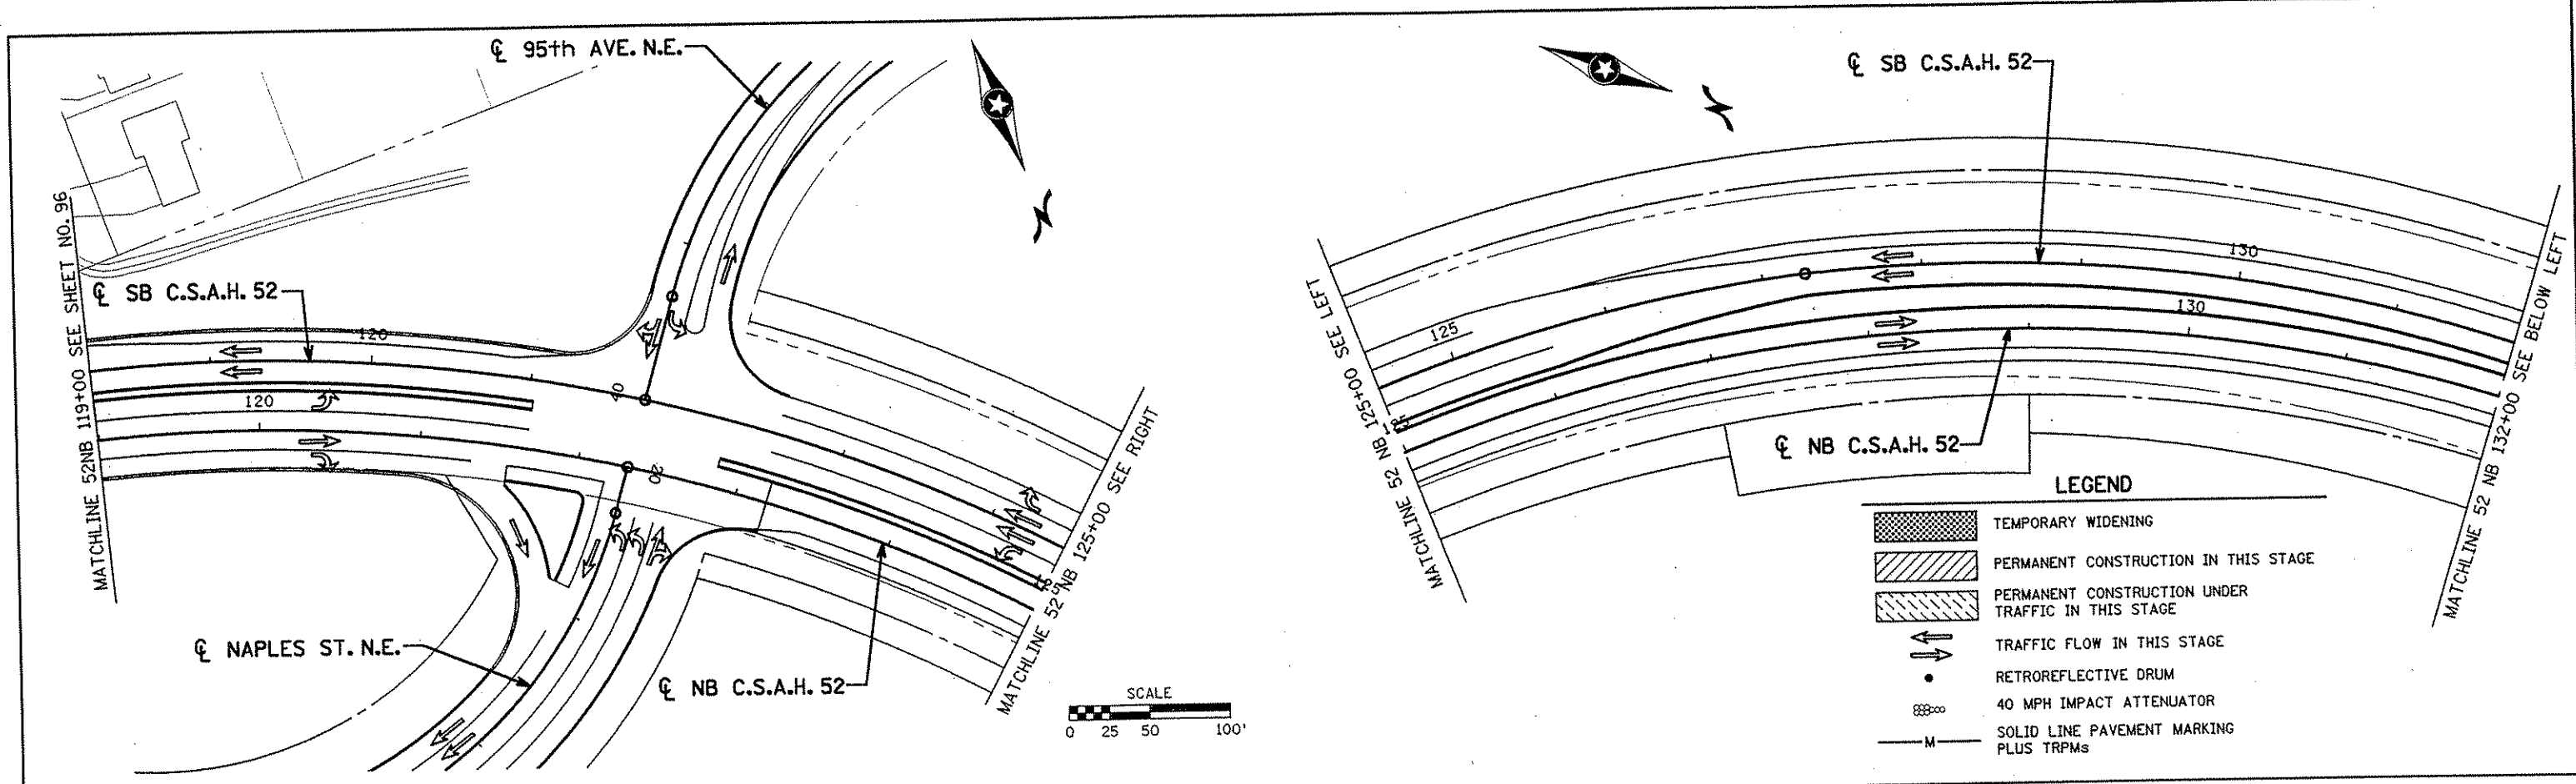 ℄ 95th AVE. N.E.
MATCHLINE 52NB 119+00 SEE SHEET NO. 96
℄ SB C.S.A.H. 52
120
120
40
20
℄ NAPLES ST. N.E.
℄ NB C.S.A.H. 52
MATCHLINE 52 NB 125+00 SEE RIGHT
SCALE
0 25 50 100'
℄ SB C.S.A.H. 52
MATCHLINE 52 NB 125+00 SEE LEFT
125
130
130
℄ NB C.S.A.H. 52
MATCHLINE 52 NB 132+00 SEE BELOW LEFT
LEGEND
TEMPORARY WIDENING
PERMANENT CONSTRUCTION IN THIS STAGE
PERMANENT CONSTRUCTION UNDER
TRAFFIC IN THIS STAGE
TRAFFIC FLOW IN THIS STAGE
RETROREFLECTIVE DRUM
40 MPH IMPACT ATTENUATOR
M
SOLID LINE PAVEMENT MARKING
PLUS TRPMs